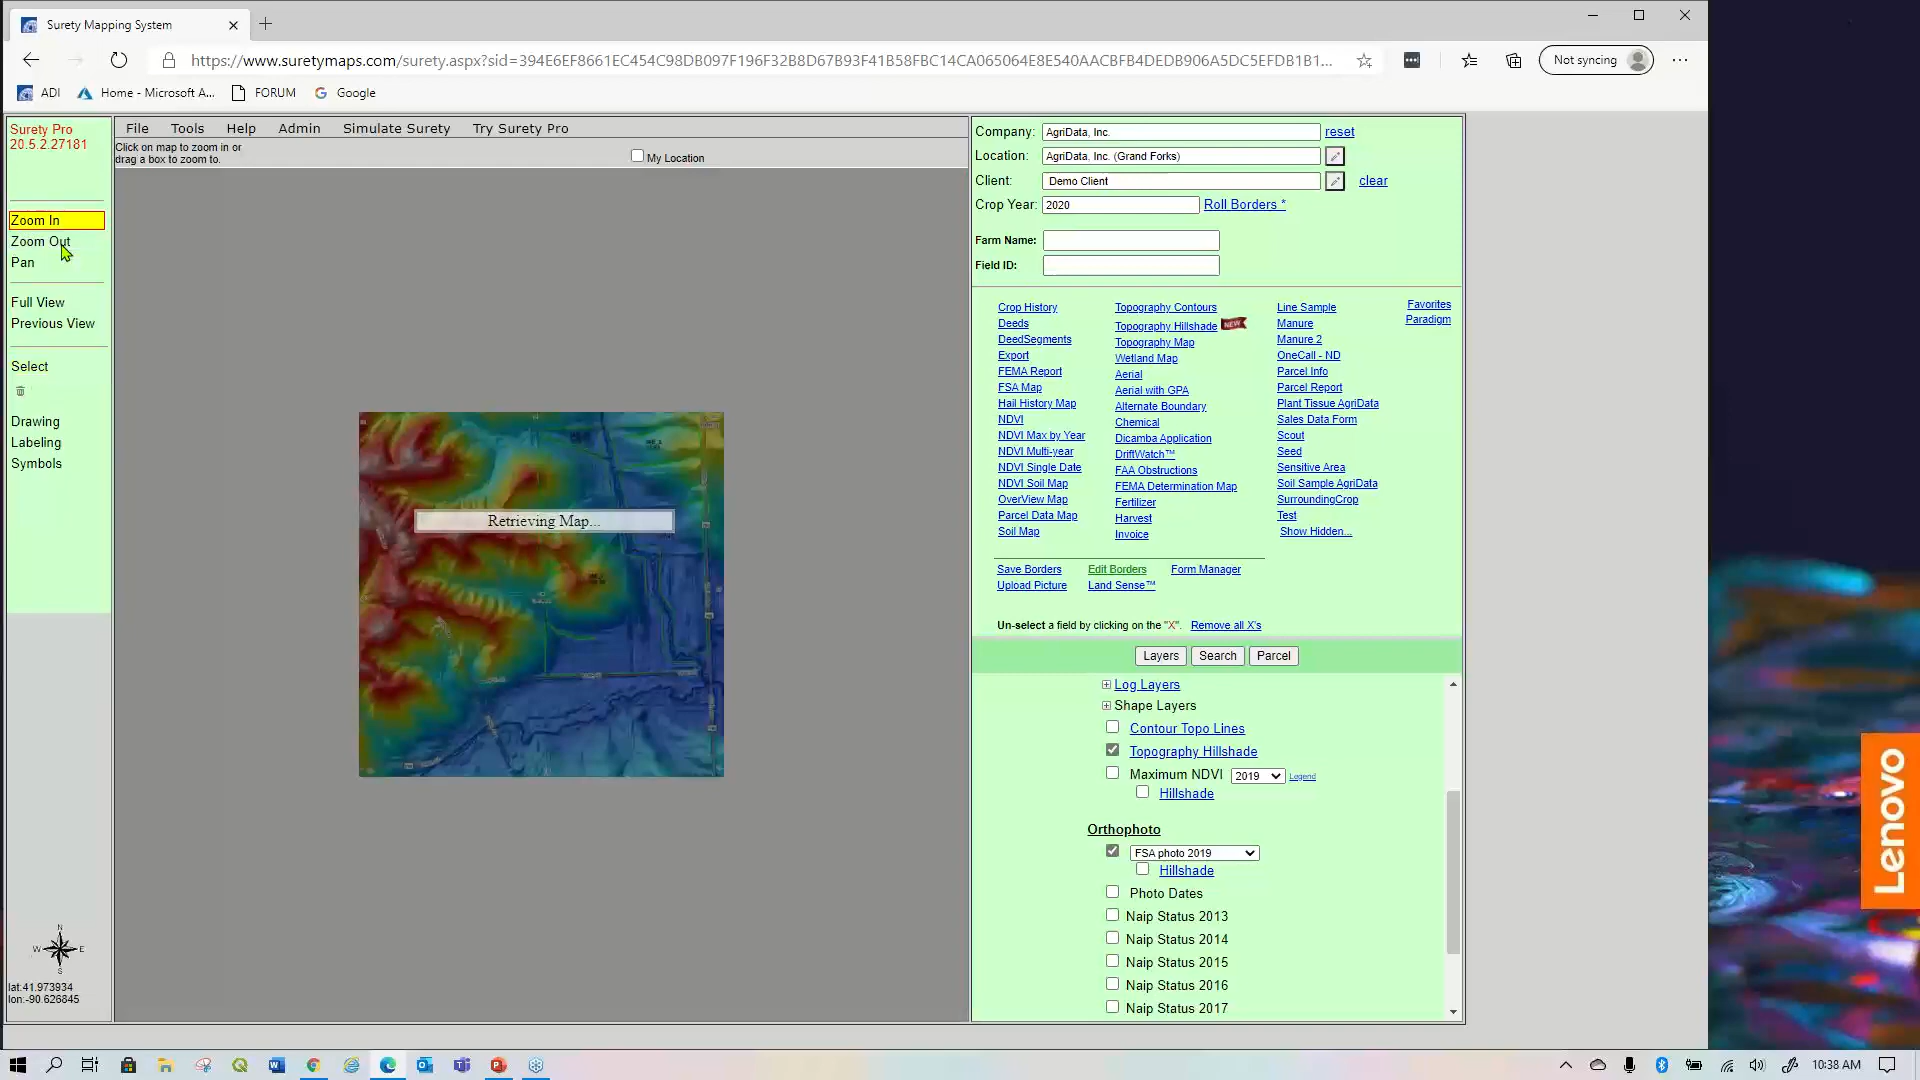 Surety Mapping System
https://www.suretymaps.com/surety.aspx?sid=394E6EF8661EC454C98DB097F196F32B8D67B93F41B58FBC14CA065064E8E540AACBFB4DEDB906A5DC5EFDB1B1...
Not syncing
ADI
Home - Microsoft A...
FORUM
Google
Surety Pro
20.5.2.27181
File Tools Help Admin Simulate Surety Try Surety Pro
Click on map to zoom in or
drag a box to zoom to.
My Location
Zoom In
Zoom Out
Pan
Full View
Previous View
Select
Drawing
Labeling
Symbols
N
W E
S
lat:41.973934
lon:-90.626845
Retrieving Map...
Company: AgriData, Inc. reset
Location: AgriData, Inc. (Grand Forks)
Client: Demo Client clear
Crop Year: 2020 Roll Borders *
Farm Name:
Field ID:
Crop History
Deeds
DeedSegments
Export
FEMA Report
FSA Map
Hail History Map
NDVI
NDVI Max by Year
NDVI Multi-year
NDVI Single Date
NDVI Soil Map
OverView Map
Parcel Data Map
Soil Map
Topography Contours
Topography Hillshade NEW
Topography Map
Wetland Map
Aerial
Aerial with GPA
Alternate Boundary
Chemical
Dicamba Application
DriftWatch™
FAA Obstructions
FEMA Determination Map
Fertilizer
Harvest
Invoice
Line Sample
Manure
Manure 2
OneCall - ND
Parcel Info
Parcel Report
Plant Tissue AgriData
Sales Data Form
Scout
Seed
Sensitive Area
Soil Sample AgriData
SurroundingCrop
Test
Show Hidden...
Favorites
Paradigm
Save Borders Edit Borders Form Manager
Upload Picture Land Sense™
Un-select a field by clicking on the "X". Remove all X's
Layers Search Parcel
Log Layers
Shape Layers
Contour Topo Lines
Topography Hillshade
Maximum NDVI 2019 Legend
Hillshade
Orthophoto
FSA photo 2019
Hillshade
Photo Dates
Naip Status 2013
Naip Status 2014
Naip Status 2015
Naip Status 2016
Naip Status 2017
Lenovo
10:38 AM